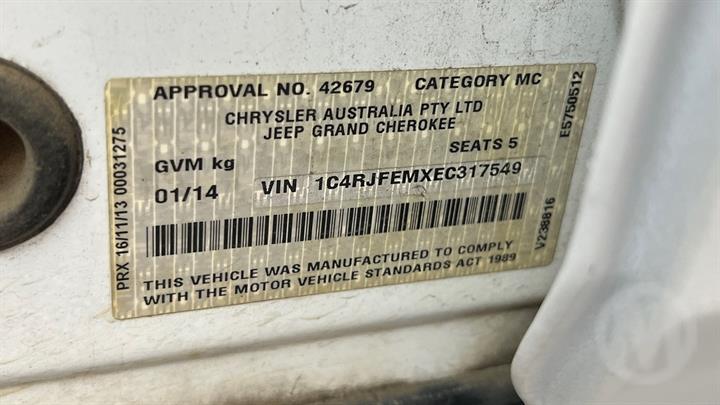 APPROVAL NO. 42679 CATEGORY MC
CHRYSLER AUSTRALIA PTY LTD
JEEP GRAND CHEROKEE
SEATS 5
GVM kg
01/14 VIN 1C4RJFEMXEC317549
THIS VEHICLE WAS MANUFACTURED TO COMPLY
WITH THE MOTOR VEHICLE STANDARDS ACT 1989
PRX 16/11/13 00031275
E5750512
V238816
M